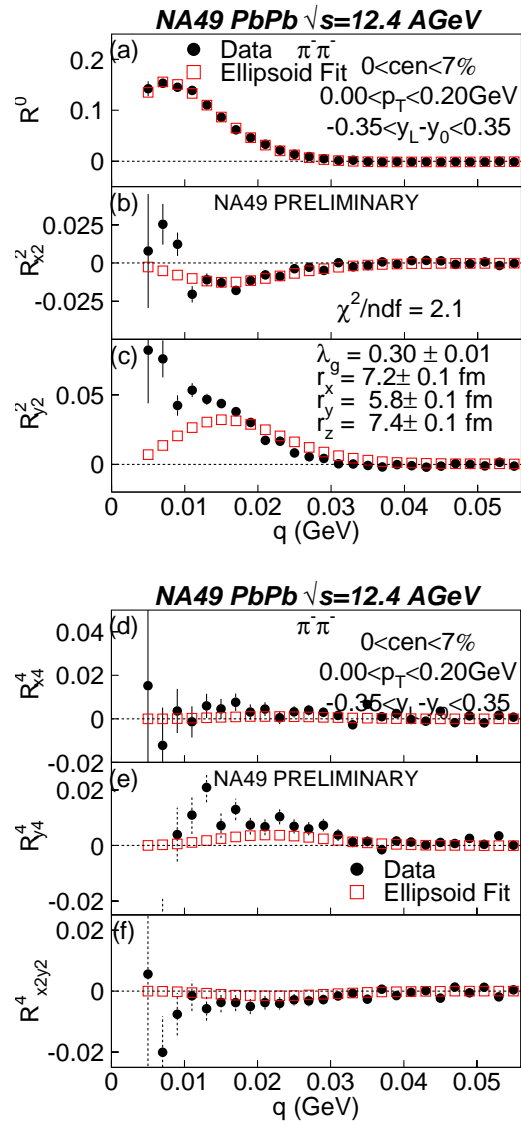 NA49 PbPb √s=12.4 AGeV
(a) Data π⁻π⁻
Ellipsoid Fit
0<cen<7%
0.00<p_T<0.20GeV
-0.35<y_L-y_0<0.35
R⁰
0.2
0.1
0
(b) NA49 PRELIMINARY
R²_x2
0.025
0
-0.025
χ²/ndf = 2.1
(c)
λ_g = 0.30 ± 0.01
r_x = 7.2± 0.1 fm
r_y = 5.8± 0.1 fm
r_z = 7.4± 0.1 fm
R²_y2
0.05
0
0 0.01 0.02 0.03 0.04 0.05
q (GeV)
NA49 PbPb √s=12.4 AGeV
(d) π⁻π⁻
0<cen<7%
0.00<p_T<0.20GeV
-0.35<y_L-y_0<0.35
R⁴_x4
0.04
0.02
0
-0.02
(e) NA49 PRELIMINARY
R⁴_y4
0.02
0
-0.02
Data
Ellipsoid Fit
(f)
R⁴_x2y2
0.02
0
-0.02
0 0.01 0.02 0.03 0.04 0.05
q (GeV)